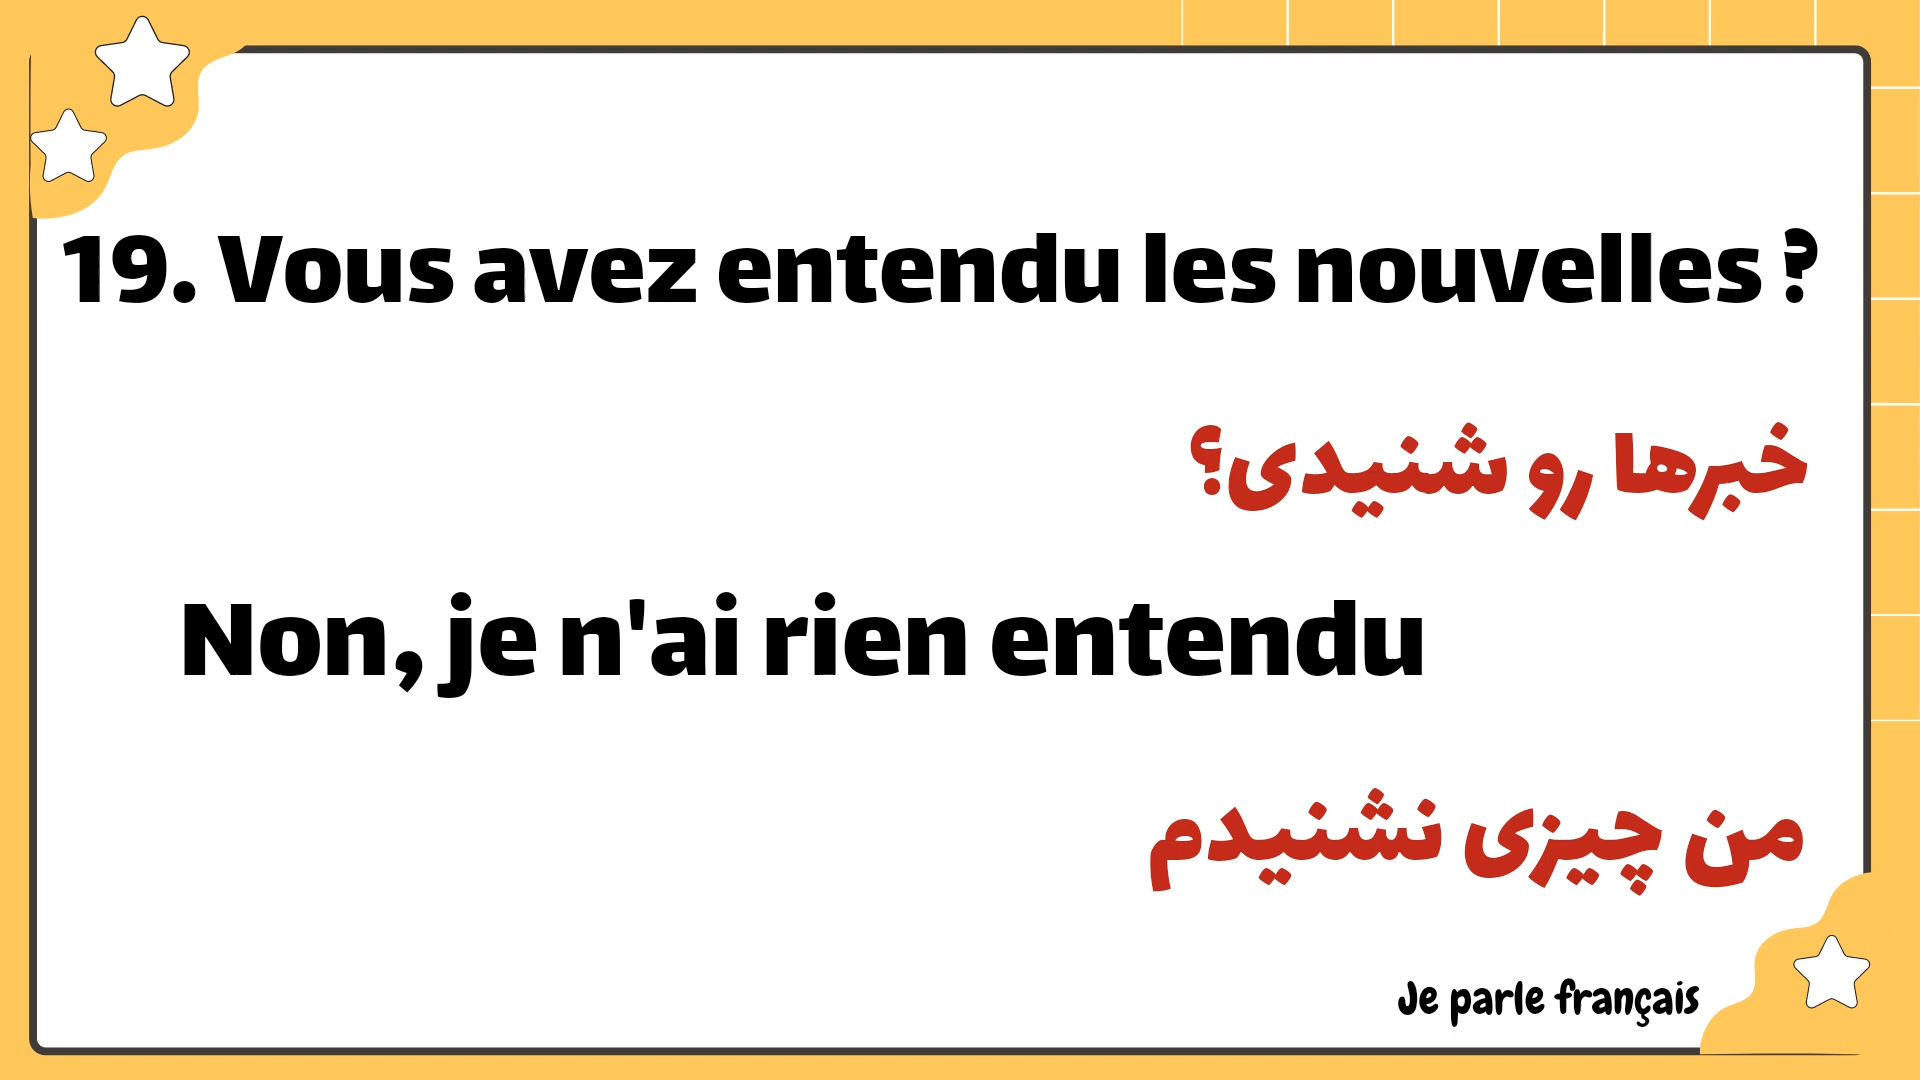 19. Vous avez entendu les nouvelles ?
خبرها رو شنیدی؟
Non, je n'ai rien entendu
من چیزی نشنیدم
Je parle français